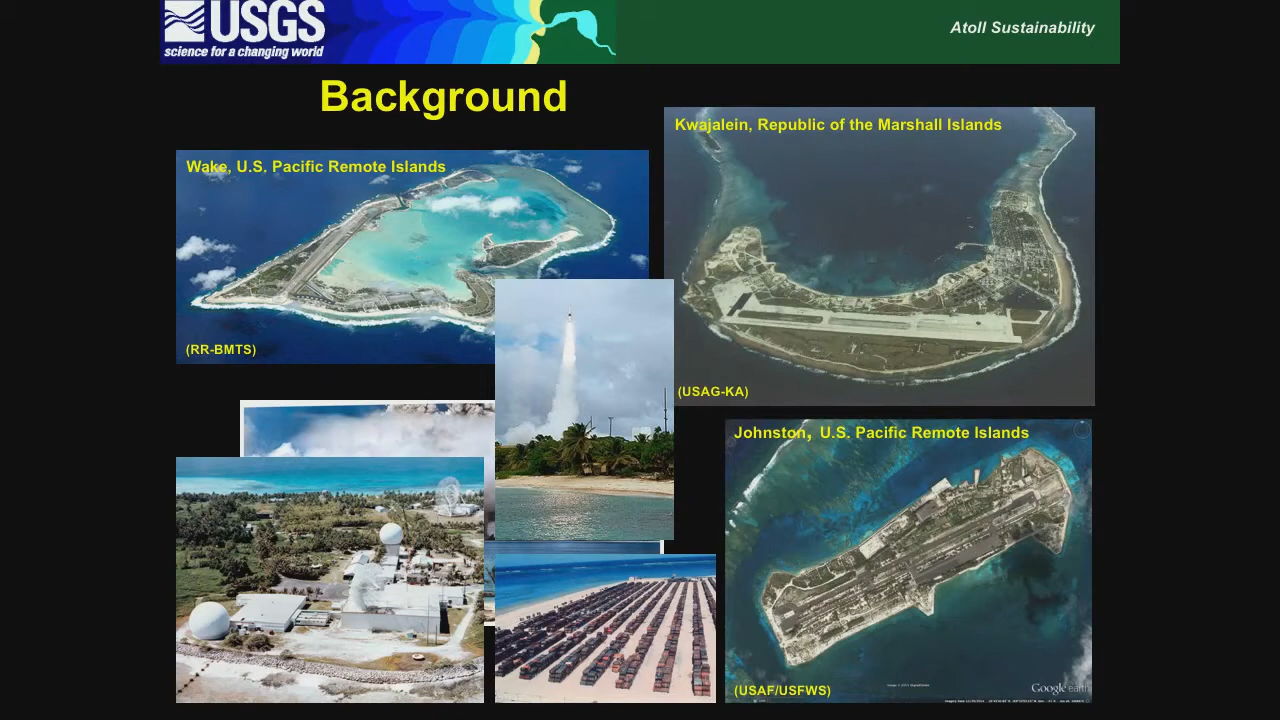 USGS
science for a changing world
Atoll Sustainability
Background
Wake, U.S. Pacific Remote Islands
(RR-BMTS)
Kwajalein, Republic of the Marshall Islands
(USAG-KA)
Johnston, U.S. Pacific Remote Islands
(USAF/USFWS)
Google earth